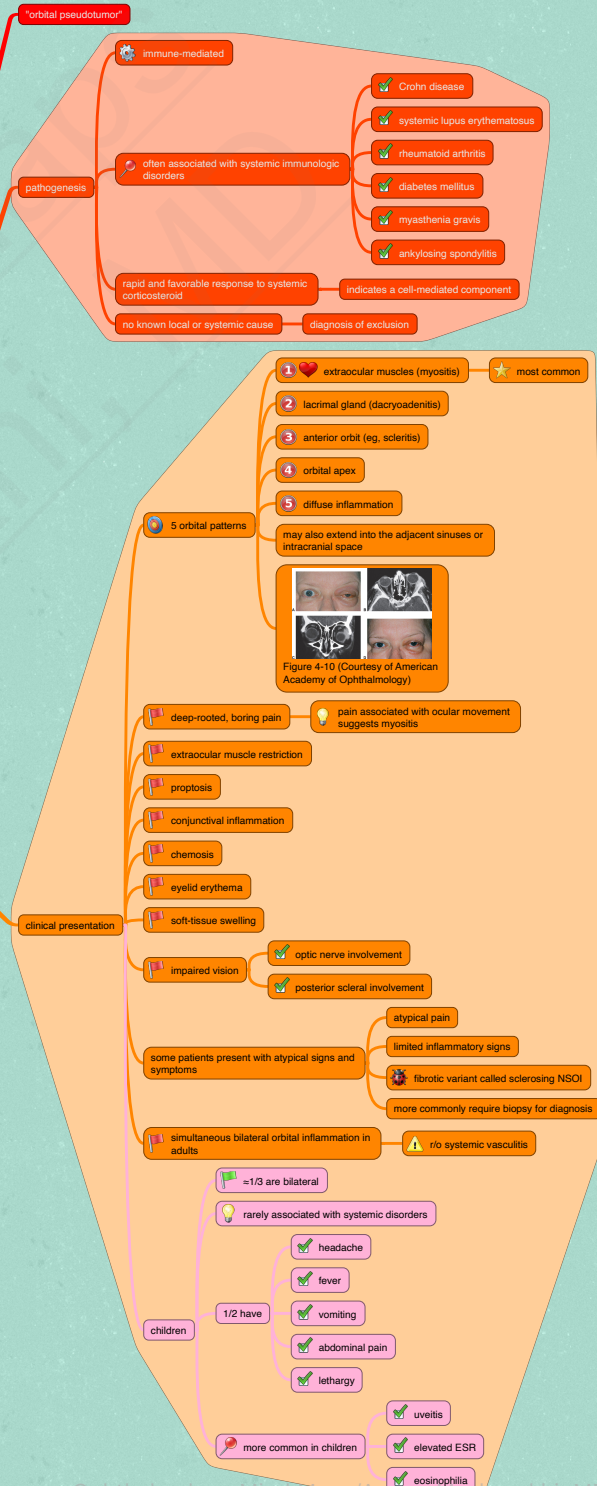 "orbital pseudotumor"
pathogenesis
immune-mediated
often associated with systemic immunologic
disorders
Crohn disease
systemic lupus erythematosus
rheumatoid arthritis
diabetes mellitus
myasthenia gravis
ankylosing spondylitis
rapid and favorable response to systemic
corticosteroid
indicates a cell-mediated component
no known local or systemic cause
diagnosis of exclusion
clinical presentation
5 orbital patterns
1 extraocular muscles (myositis)
most common
2 lacrimal gland (dacryoadenitis)
3 anterior orbit (eg, scleritis)
4 orbital apex
5 diffuse inflammation
may also extend into the adjacent sinuses or
intracranial space
Figure 4-10 (Courtesy of American
Academy of Ophthalmology)
deep-rooted, boring pain
pain associated with ocular movement
suggests myositis
extraocular muscle restriction
proptosis
conjunctival inflammation
chemosis
eyelid erythema
soft-tissue swelling
impaired vision
optic nerve involvement
posterior scleral involvement
some patients present with atypical signs and
symptoms
atypical pain
limited inflammatory signs
fibrotic variant called sclerosing NSOI
more commonly require biopsy for diagnosis
simultaneous bilateral orbital inflammation in
adults
r/o systemic vasculitis
children
≈1/3 are bilateral
rarely associated with systemic disorders
1/2 have
headache
fever
vomiting
abdominal pain
lethargy
more common in children
uveitis
elevated ESR
eosinophilia